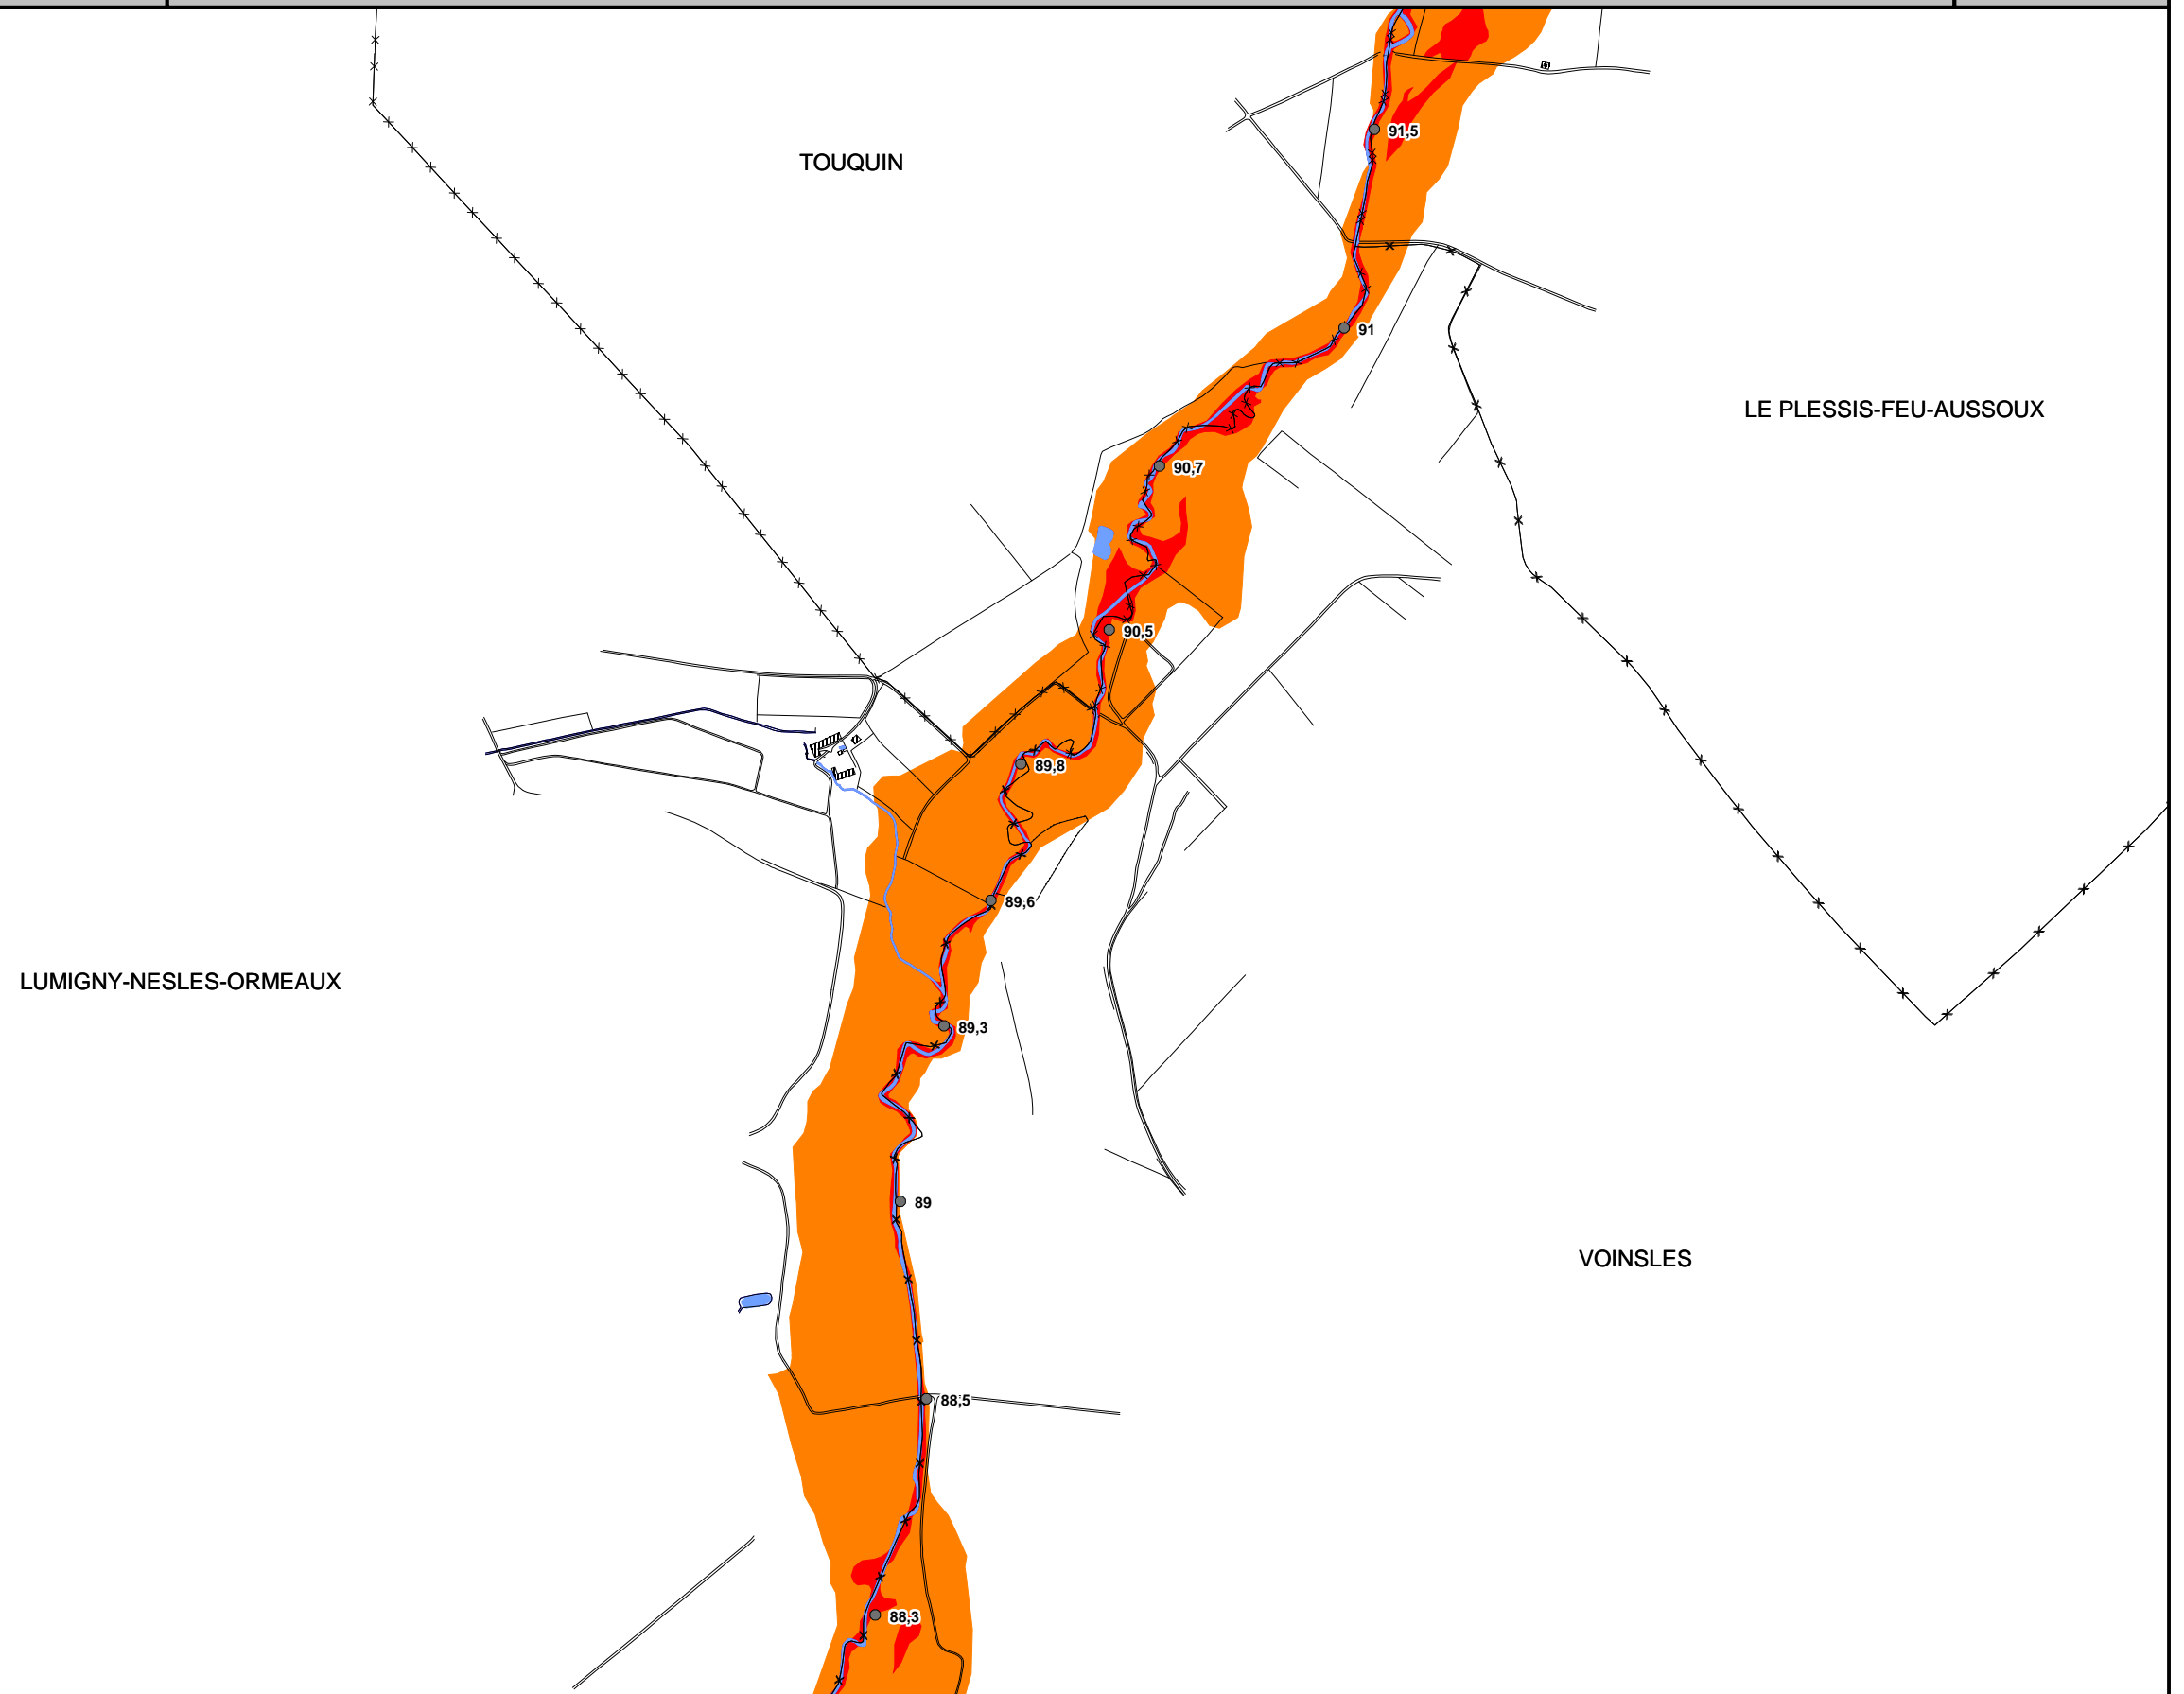 91,5
TOUQUIN
91
LE PLESSIS-FEU-AUSSOUX
90,7
90,5
89,8
89,6
LUMIGNY-NESLES-ORMEAUX
89,3
89
VOINSLES
88,5
88,3